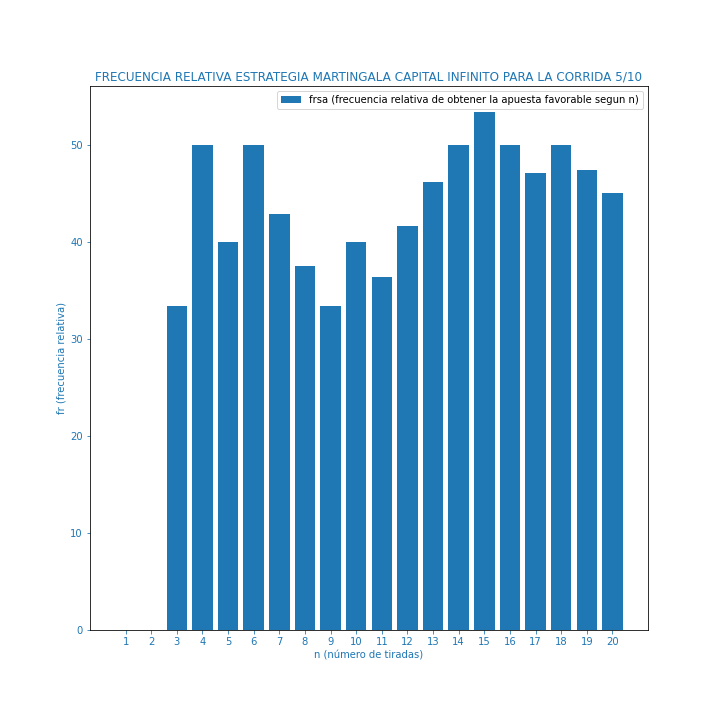 FRECUENCIA RELATIVA ESTRATEGIA MARTINGALA CAPITAL INFINITO PARA LA CORRIDA 5/10
frsa (frecuencia relativa de obtener la apuesta favorable segun n)
fr (frecuencia relativa)
50
40
30
20
10
0
1 2 3 4 5 6 7 8 9 10 11 12 13 14 15 16 17 18 19 20
n (número de tiradas)